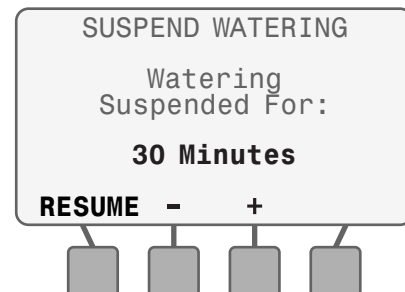 SUSPEND WATERING
Watering
Suspended For:
30 Minutes
RESUME - +